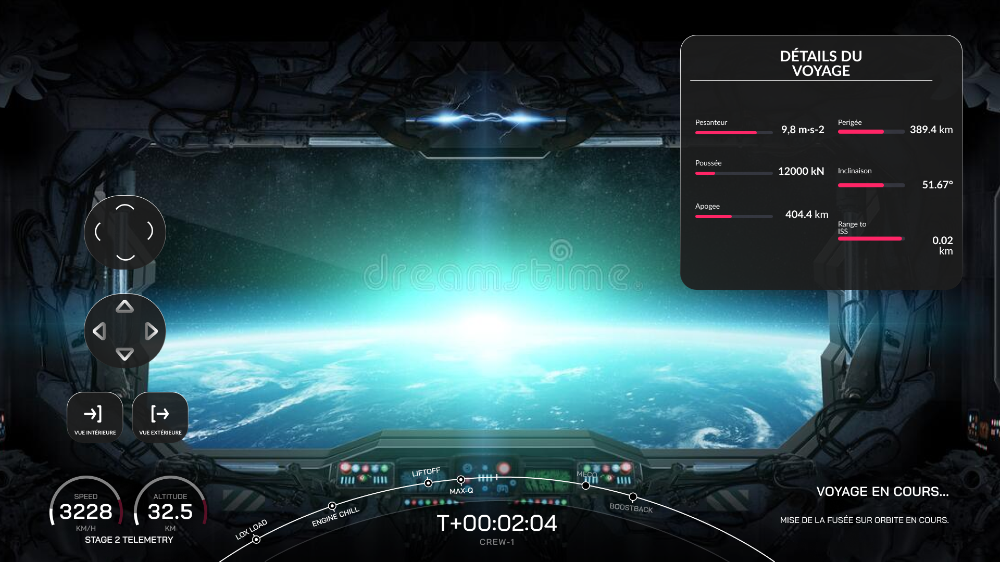 DÉTAILS DU
VOYAGE
Pesanteur
9,8 m·s-2
Perigée
389.4 km
Poussée
12000 kN
Inclinaison
51.67°
Apogee
404.4 km
Range to
ISS
0.02
km
dreamstime
VUE INTÉRIEURE
VUE EXTÉRIEURE
SPEED
3228
KM/H
ALTITUDE
32.5
KM
STAGE 2 TELEMETRY
LOX LOAD
ENGINE CHILL
LIFTOFF
MAX-Q
MECO
BOOSTBACK
T+00:02:04
CREW-1
VOYAGE EN COURS...
MISE DE LA FUSÉE SUR ORBITE EN COURS.